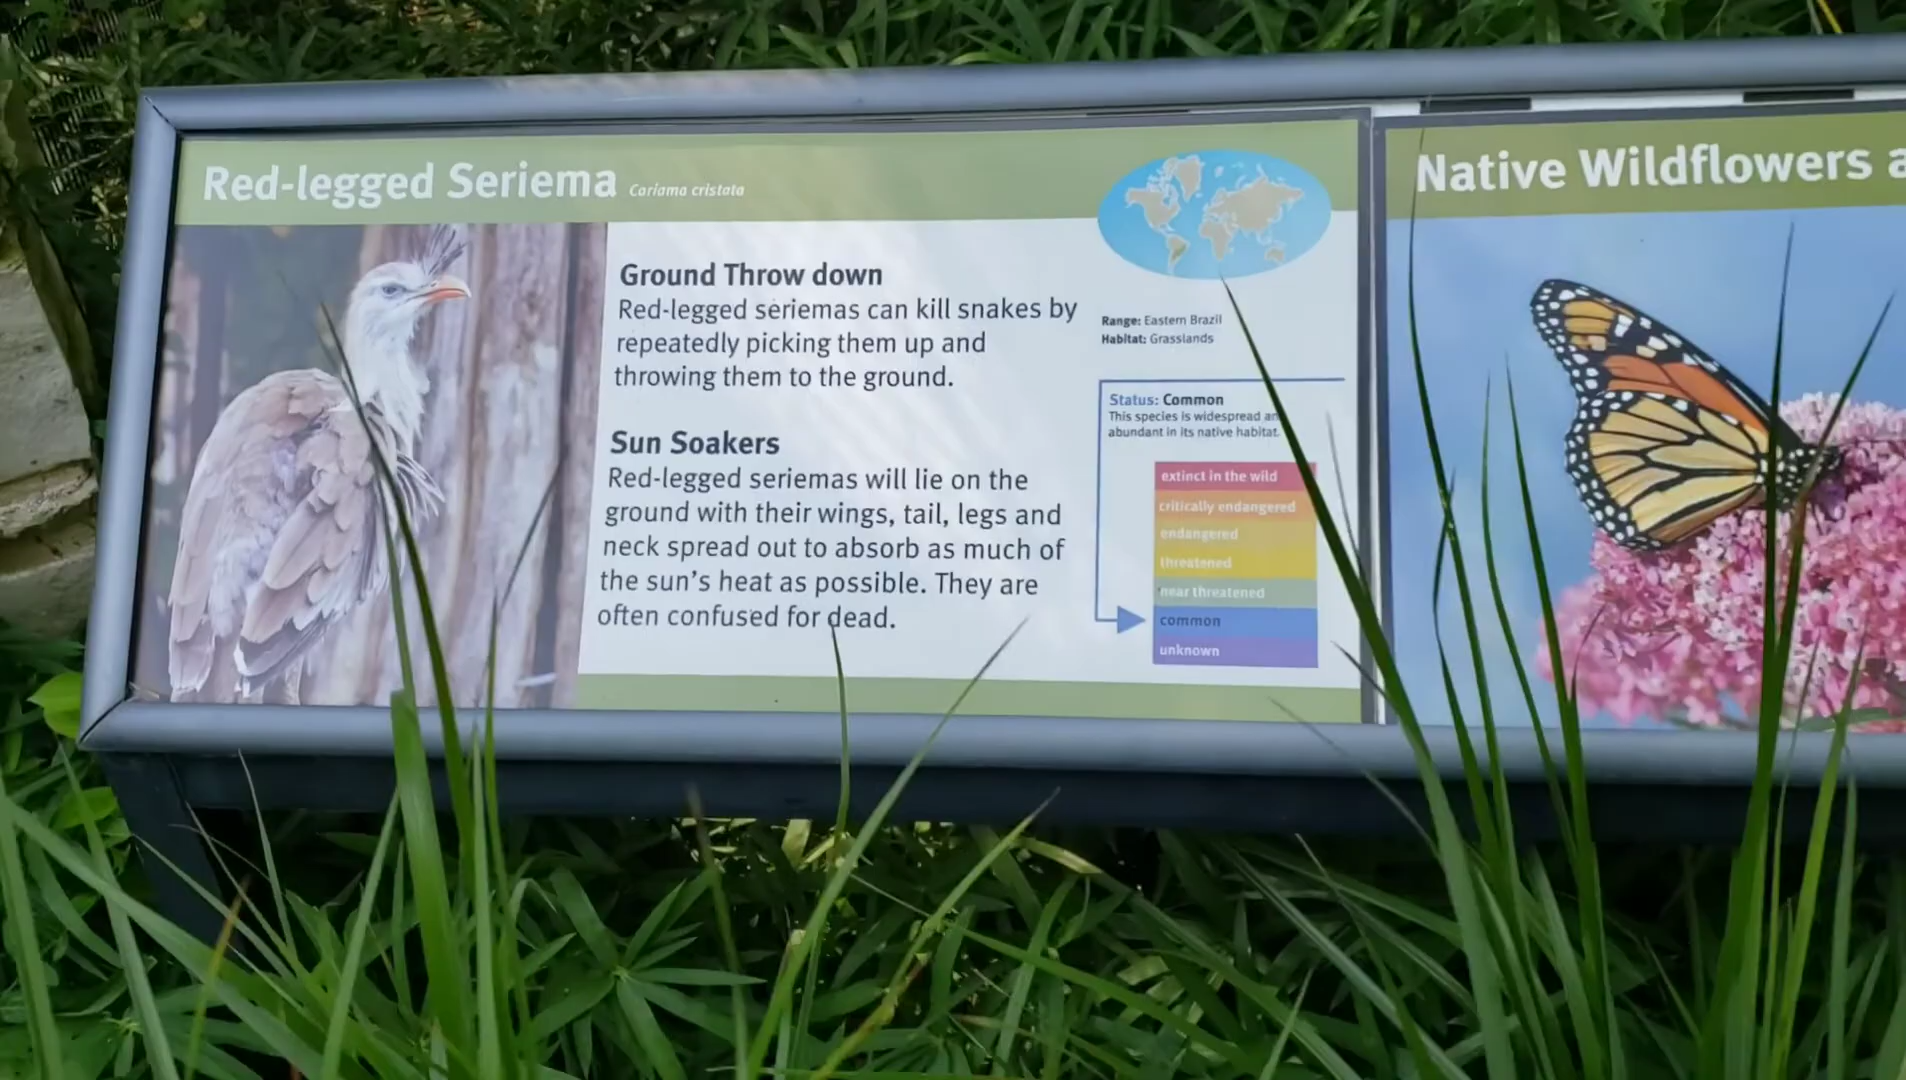 Red-legged Seriema Cariama cristata
Ground Throw down
Red-legged seriemas can kill snakes by
repeatedly picking them up and
throwing them to the ground.
Sun Soakers
Red-legged seriemas will lie on the
ground with their wings, tail, legs and
neck spread out to absorb as much of
the sun's heat as possible. They are
often confused for dead.
Range: Eastern Brazil
Habitat: Grasslands
Status: Common
This species is widespread an
abundant in its native habitat.
extinct in the wild
critically endangered
endangered
threatened
near threatened
common
unknown
Native Wildflowers a